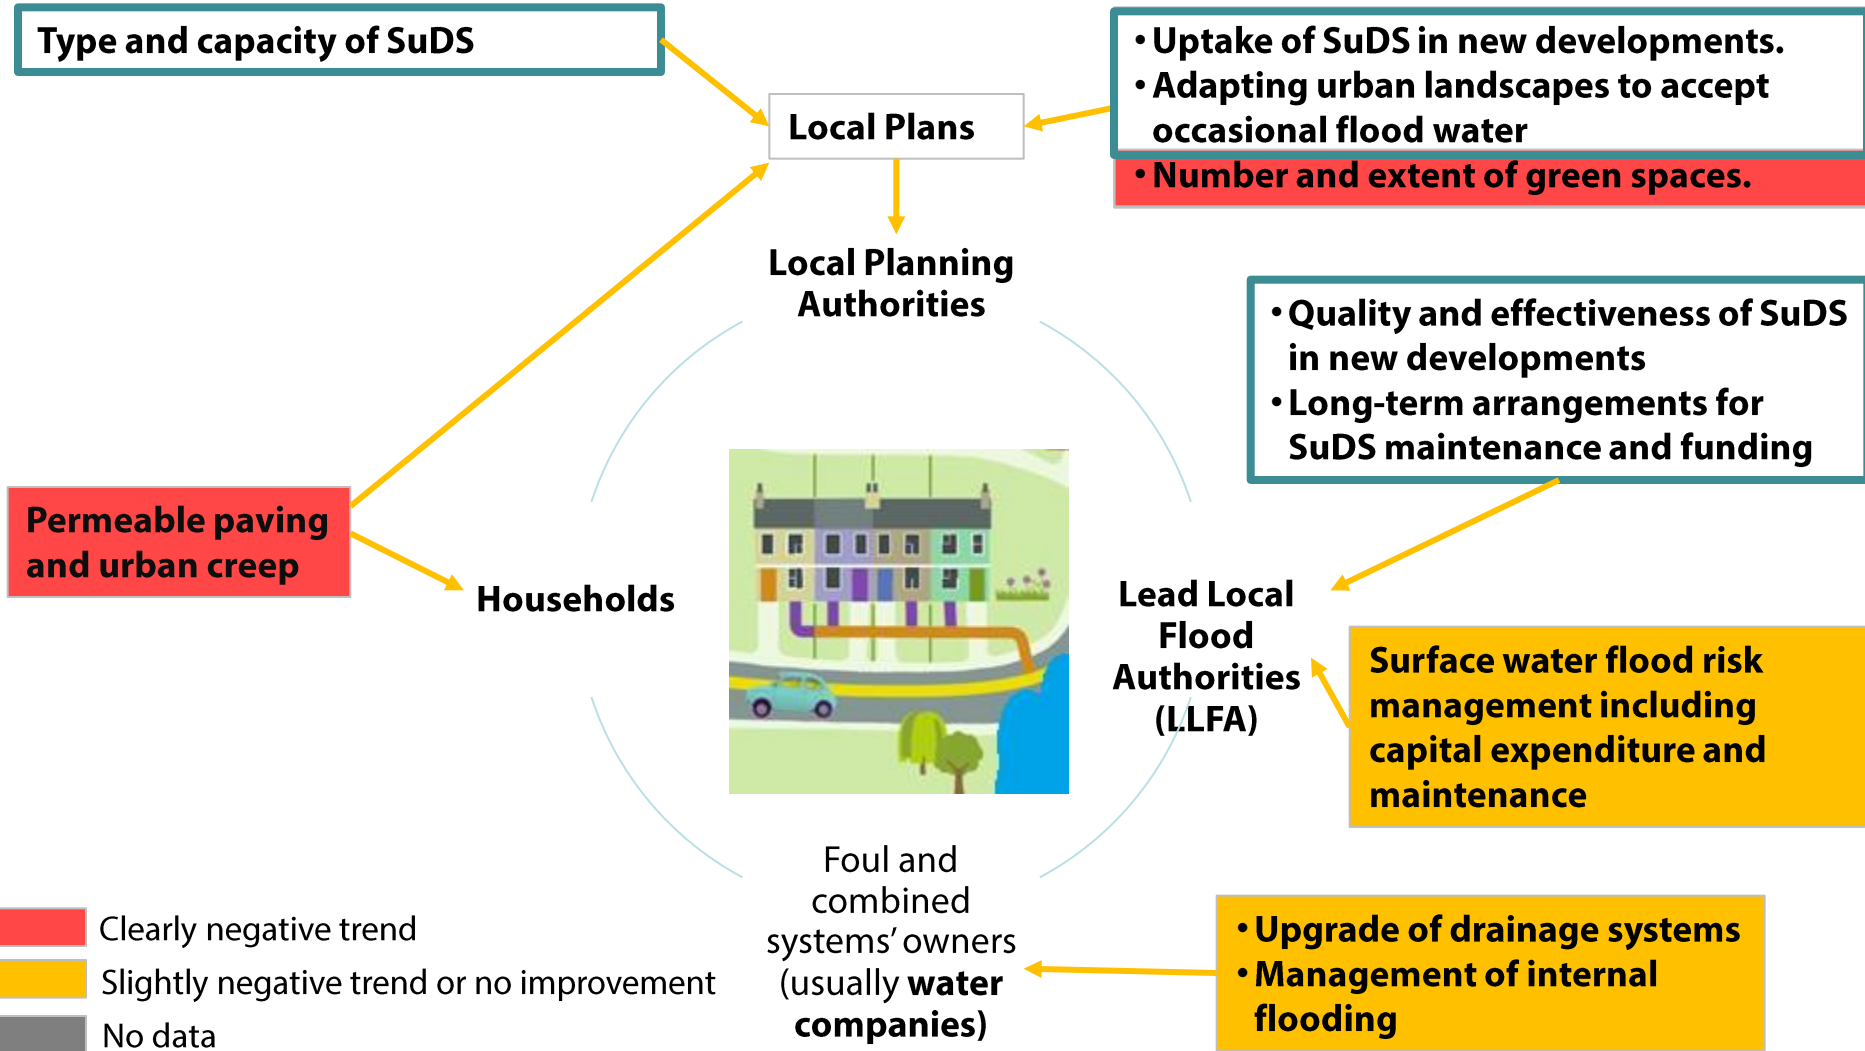 Type and capacity of SuDS
• Uptake of SuDS in new developments.
• Adapting urban landscapes to accept
occasional flood water
• Number and extent of green spaces.
Local Plans
Local Planning
Authorities
• Quality and effectiveness of SuDS
in new developments
• Long-term arrangements for
SuDS maintenance and funding
Permeable paving
and urban creep
Households
Lead Local
Flood
Authorities
(LLFA)
Surface water flood risk
management including
capital expenditure and
maintenance
Foul and
combined
systems’ owners
(usually water
companies)
• Upgrade of drainage systems
• Management of internal
flooding
Clearly negative trend
Slightly negative trend or no improvement
No data